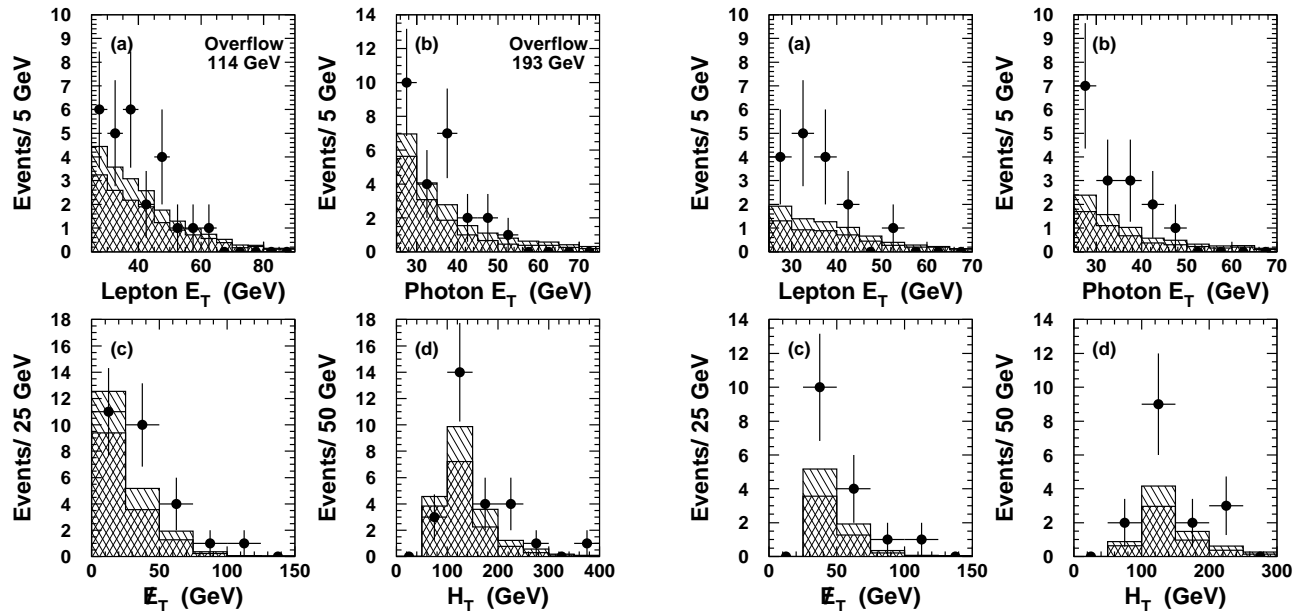 Events/ 5 GeV
10
9
8
7
6
5
4
3
2
1
0
(a)
Overflow
114 GeV
40 60 80
Lepton E_T (GeV)
Events/ 5 GeV
14
12
10
8
6
4
2
0
(b)
Overflow
193 GeV
30 40 50 60 70
Photon E_T (GeV)
Events/ 5 GeV
10
9
8
7
6
5
4
3
2
1
0
(a)
30 40 50 60 70
Lepton E_T (GeV)
Events/ 5 GeV
10
9
8
7
6
5
4
3
2
1
0
(b)
30 40 50 60 70
Photon E_T (GeV)
Events/ 25 GeV
18
16
14
12
10
8
6
4
2
0
(c)
0 50 100 150
E̸_T (GeV)
Events/ 50 GeV
18
16
14
12
10
8
6
4
2
0
(d)
0 100 200 300 400
H_T (GeV)
Events/ 25 GeV
14
12
10
8
6
4
2
0
(c)
0 50 100 150
E̸_T (GeV)
Events/ 50 GeV
14
12
10
8
6
4
2
0
(d)
0 100 200 300
H_T (GeV)